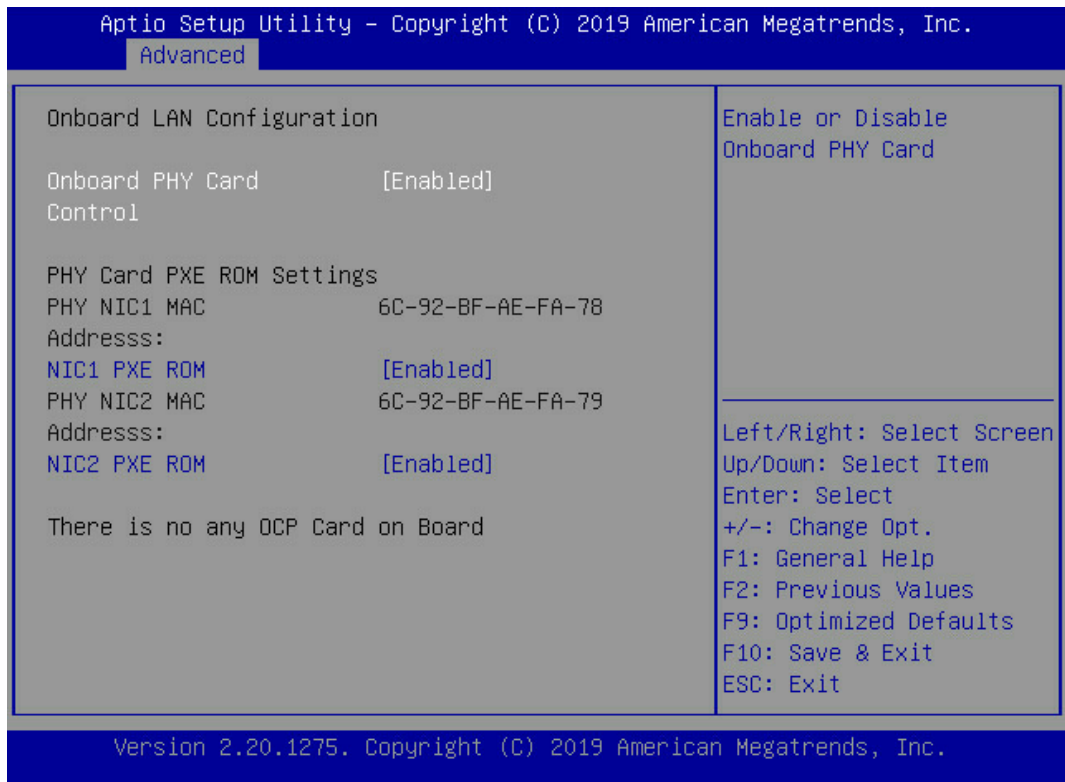 Aptio Setup Utility – Copyright (C) 2019 American Megatrends, Inc.
Advanced
Onboard LAN Configuration
Onboard PHY Card [Enabled]
Control
PHY Card PXE ROM Settings
PHY NIC1 MAC 6C-92-BF-AE-FA-78
Addresss:
NIC1 PXE ROM [Enabled]
PHY NIC2 MAC 6C-92-BF-AE-FA-79
Addresss:
NIC2 PXE ROM [Enabled]
There is no any OCP Card on Board
Enable or Disable
Onboard PHY Card
Left/Right: Select Screen
Up/Down: Select Item
Enter: Select
+/-: Change Opt.
F1: General Help
F2: Previous Values
F9: Optimized Defaults
F10: Save & Exit
ESC: Exit
Version 2.20.1275. Copyright (C) 2019 American Megatrends, Inc.